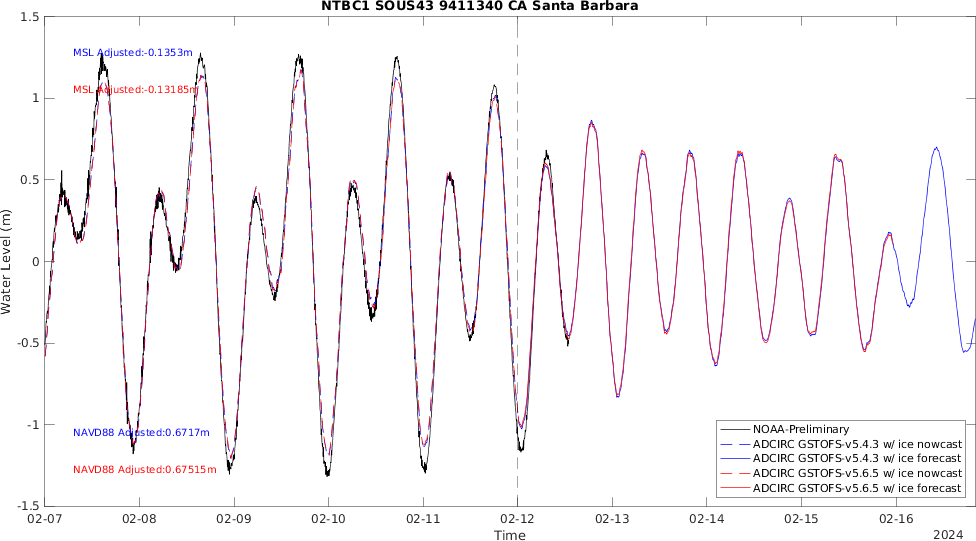 NTBC1 SOUS43 9411340 CA Santa Barbara
1.5
1
0.5
0
-0.5
-1
-1.5
Water Level (m)
MSL Adjusted:-0.1353m
MSL Adjusted:-0.13185m
NAVD88 Adjusted:0.6717m
NAVD88 Adjusted:0.67515m
NOAA-Preliminary
ADCIRC GSTOFS-v5.4.3 w/ ice nowcast
ADCIRC GSTOFS-v5.4.3 w/ ice forecast
ADCIRC GSTOFS-v5.6.5 w/ ice nowcast
ADCIRC GSTOFS-v5.6.5 w/ ice forecast
02-07 02-08 02-09 02-10 02-11 02-12 02-13 02-14 02-15 02-16
Time
2024